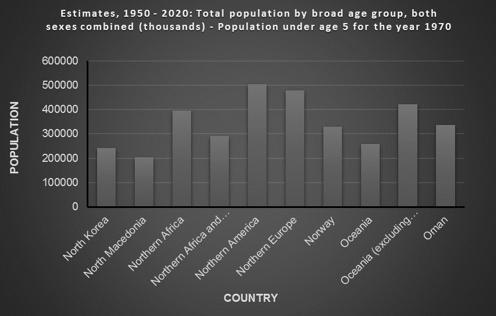 Estimates, 1950 - 2020: Total population by broad age group, both
sexes combined (thousands) - Population under age 5 for the year 1970
POPULATION
600000
500000
400000
300000
200000
100000
0
North Korea
North Macedonia
Northern Africa
Northern Africa and...
Northern America
Northern Europe
Norway
Oceania
Oceania (excluding...
Oman
COUNTRY